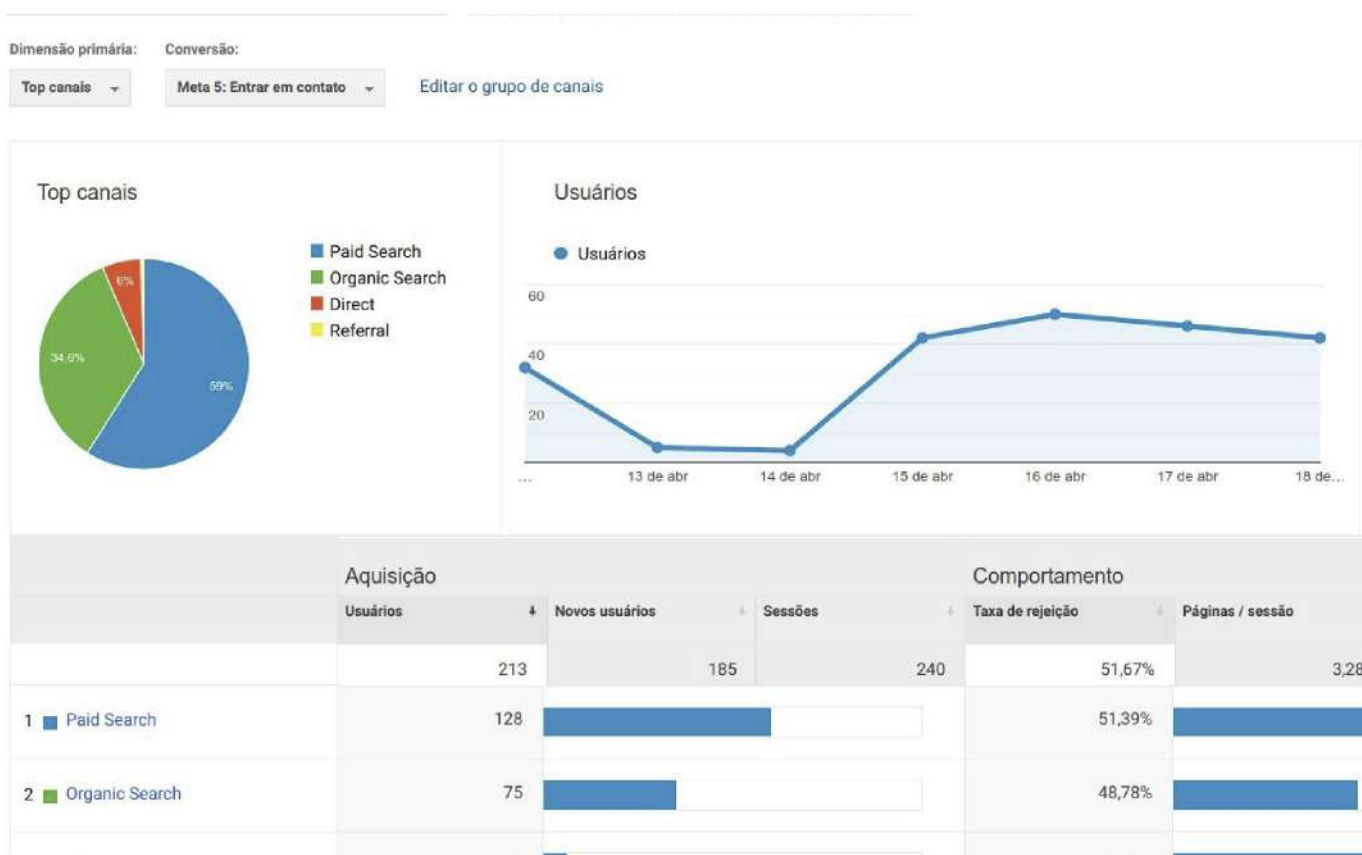 Dimensão primária: Conversão:
Top canais Meta 5: Entrar em contato Editar o grupo de canais
Top canais
Paid Search
Organic Search
Direct
Referral
6%
34,6%
59%
Usuários
Usuários
60
40
20
... 13 de abr 14 de abr 15 de abr 16 de abr 17 de abr 18 de...
Aquisição Comportamento
Usuários Novos usuários Sessões Taxa de rejeição Páginas / sessão
213 185 240 51,67% 3,28
1 Paid Search 128 51,39%
2 Organic Search 75 48,78%